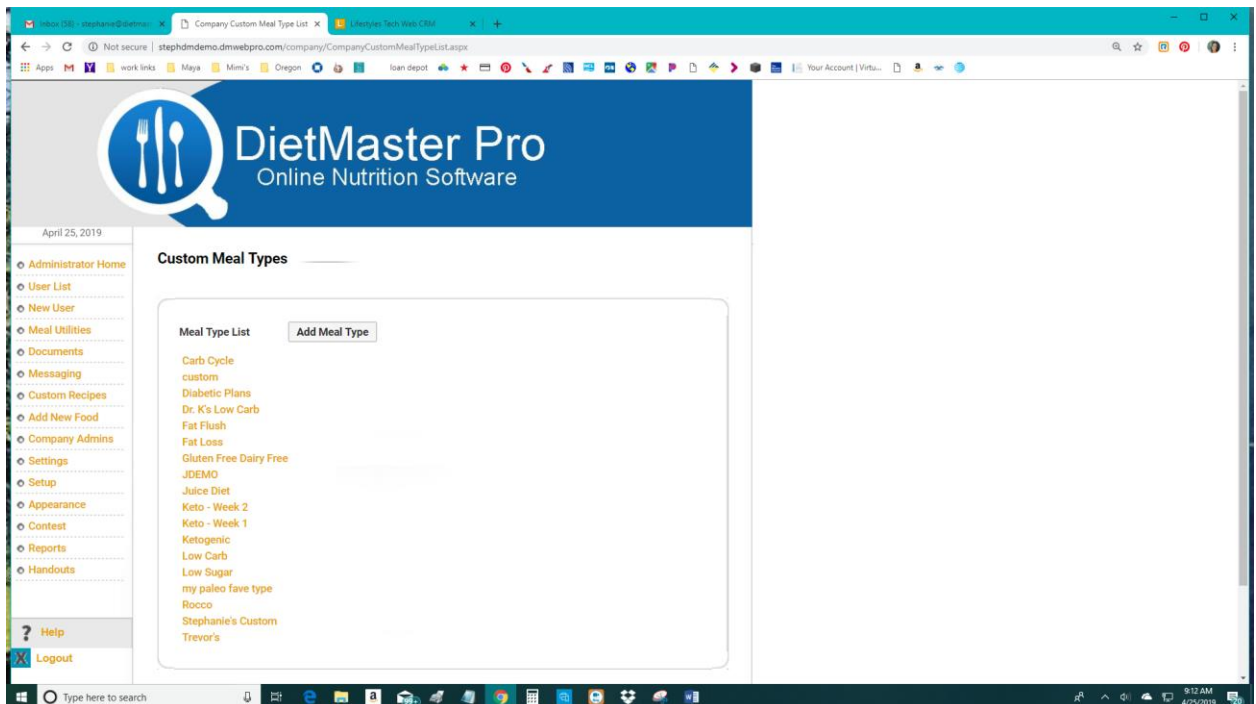 Inbox (58) - stephanie@dietmas
Company Custom Meal Type List
Lifestyles Tech Web CRM
Not secure | stephdmdemo.dmwebpro.com/company/CompanyCustomMealTypeList.aspx
Apps
work links
Maya
Mimi's
Oregon
loan depot
Your Account | Virtu...
DietMaster Pro
Online Nutrition Software
April 25, 2019
Administrator Home
User List
New User
Meal Utilities
Documents
Messaging
Custom Recipes
Add New Food
Company Admins
Settings
Setup
Appearance
Contest
Reports
Handouts
? Help
X Logout
Custom Meal Types
Meal Type List Add Meal Type
Carb Cycle
custom
Diabetic Plans
Dr. K's Low Carb
Fat Flush
Fat Loss
Gluten Free Dairy Free
JDEMO
Juice Diet
Keto - Week 2
Keto - Week 1
Ketogenic
Low Carb
Low Sugar
my paleo fave type
Rocco
Stephanie's Custom
Trevor's
Type here to search
9:12 AM
4/25/2019
20